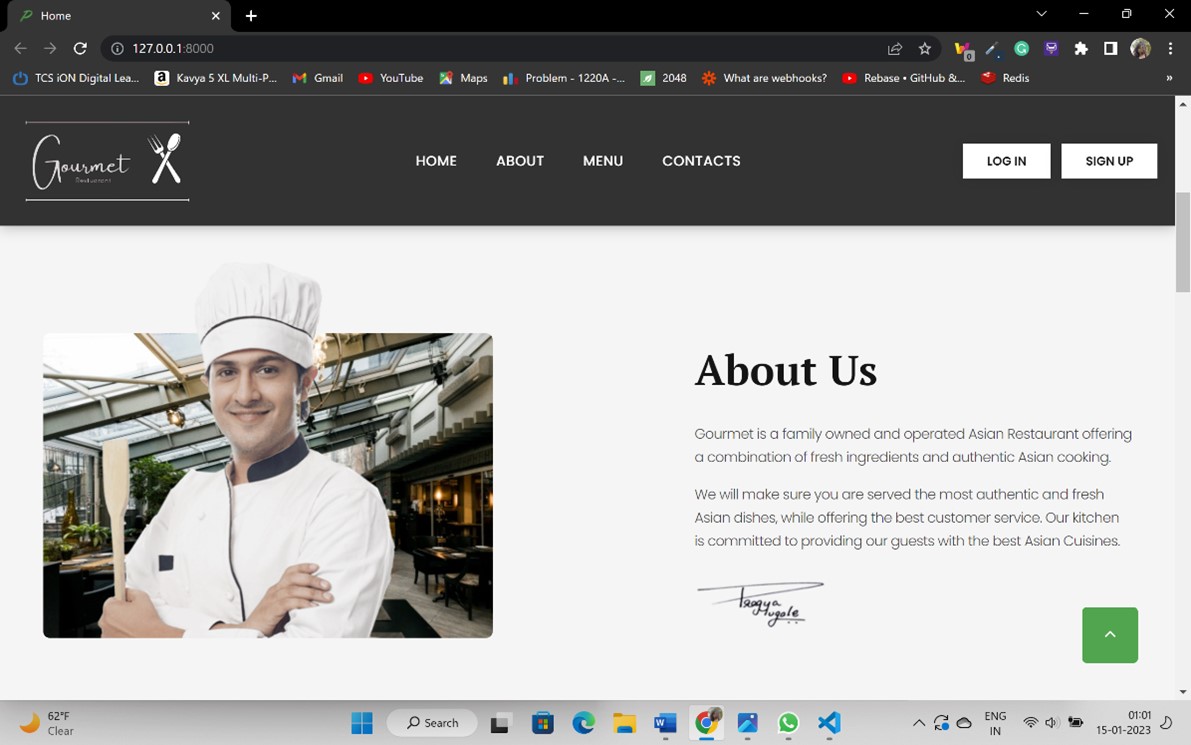 Home
127.0.0.1:8000
TCS iON Digital Lea...
a
Kavya 5 XL Multi-P...
Gmail
YouTube
Maps
Problem - 1220A -...
2048
What are webhooks?
Rebase • GitHub &...
Redis
»
Gourmet
Restaurant
HOME
ABOUT
MENU
CONTACTS
LOG IN
SIGN UP
About Us
Gourmet is a family owned and operated Asian Restaurant offering
a combination of fresh ingredients and authentic Asian cooking.
We will make sure you are served the most authentic and fresh
Asian dishes, while offering the best customer service. Our kitchen
is committed to providing our guests with the best Asian Cuisines.
62°F
Clear
Search
ENG
IN
01:01
15-01-2023